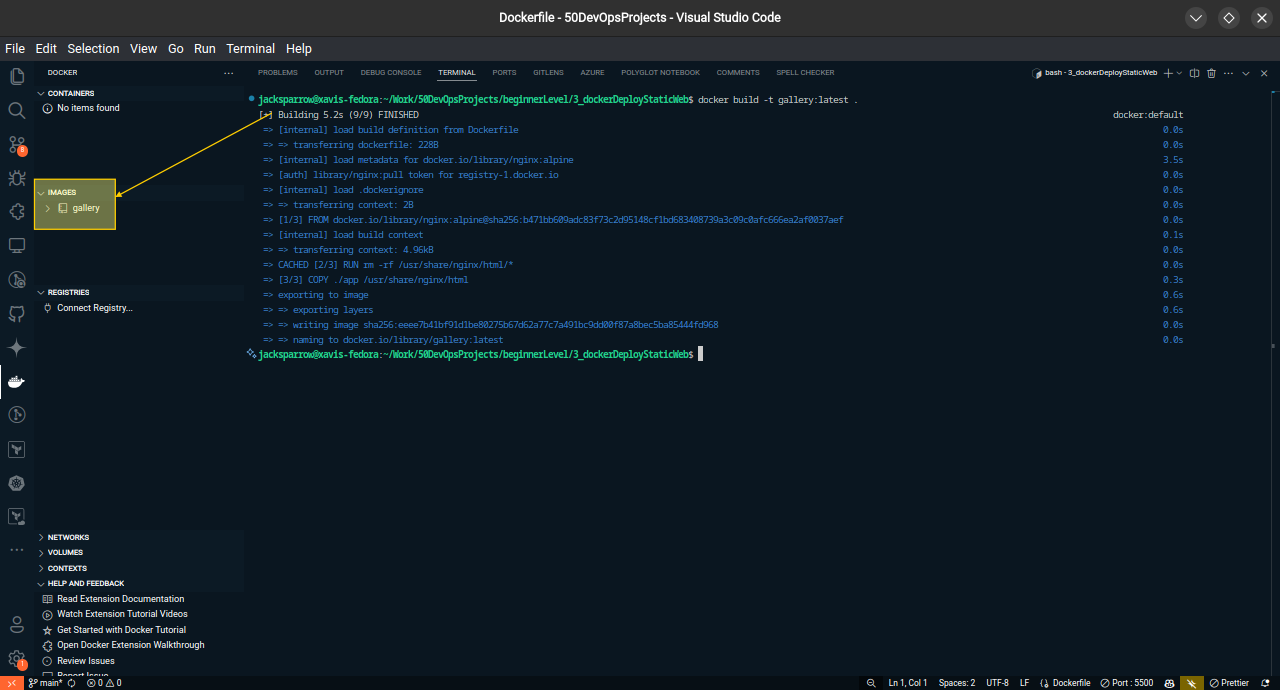 Dockerfile - 50DevOpsProjects - Visual Studio Code
File Edit Selection View Go Run Terminal Help
DOCKER
PROBLEMS OUTPUT DEBUG CONSOLE TERMINAL PORTS GITLENS AZURE POLYGLOT NOTEBOOK COMMENTS SPELL CHECKER
bash - 3_dockerDeployStaticWeb
CONTAINERS
No items found
IMAGES
gallery
REGISTRIES
Connect Registry...
NETWORKS
VOLUMES
CONTEXTS
HELP AND FEEDBACK
Read Extension Documentation
Watch Extension Tutorial Videos
Get Started with Docker Tutorial
Open Docker Extension Walkthrough
Review Issues
Report Issue
8
1
jacksparrow@xavis-fedora:~/Work/50DevOpsProjects/beginnerLevel/3_dockerDeployStaticWeb$ docker build -t gallery:latest .
[+] Building 5.2s (9/9) FINISHED docker:default
=> [internal] load build definition from Dockerfile 0.0s
=> => transferring dockerfile: 228B 0.0s
=> [internal] load metadata for docker.io/library/nginx:alpine 3.5s
=> [auth] library/nginx:pull token for registry-1.docker.io 0.0s
=> [internal] load .dockerignore 0.0s
=> => transferring context: 2B 0.0s
=> [1/3] FROM docker.io/library/nginx:alpine@sha256:b471bb609adc83f73c2d95148cf1bd683408739a3c09c0afc666ea2af0037aef 0.0s
=> [internal] load build context 0.1s
=> => transferring context: 4.96kB 0.0s
=> CACHED [2/3] RUN rm -rf /usr/share/nginx/html/* 0.0s
=> [3/3] COPY ./app /usr/share/nginx/html 0.3s
=> exporting to image 0.6s
=> => exporting layers 0.6s
=> => writing image sha256:eeee7b41bf91d1be80275b67d62a77c7a491bc9dd00f87a8bec5ba85444fd968 0.0s
=> => naming to docker.io/library/gallery:latest 0.0s
jacksparrow@xavis-fedora:~/Work/50DevOpsProjects/beginnerLevel/3_dockerDeployStaticWeb$
main* 0 0 Ln 1, Col 1 Spaces: 2 UTF-8 LF Dockerfile Port : 5500 Prettier